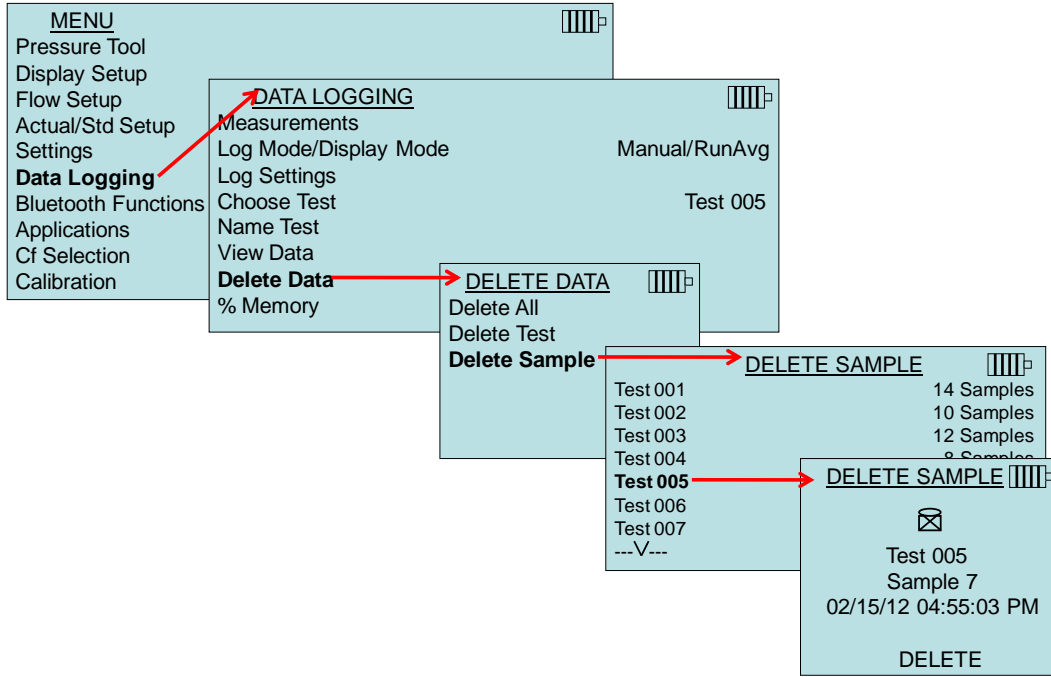 MENU
Pressure Tool
Display Setup
Flow Setup
Actual/Std Setup
Settings
Data Logging
Bluetooth Functions
Applications
Cf Selection
Calibration
DATA LOGGING
Measurements
Log Mode/Display Mode Manual/RunAvg
Log Settings
Choose Test Test 005
Name Test
View Data
Delete Data
% Memory
DELETE DATA
Delete All
Delete Test
Delete Sample
DELETE SAMPLE
Test 001 14 Samples
Test 002 10 Samples
Test 003 12 Samples
Test 004 8 Samples
Test 005
Test 006
Test 007
---V---
DELETE SAMPLE
Test 005
Sample 7
02/15/12 04:55:03 PM
DELETE